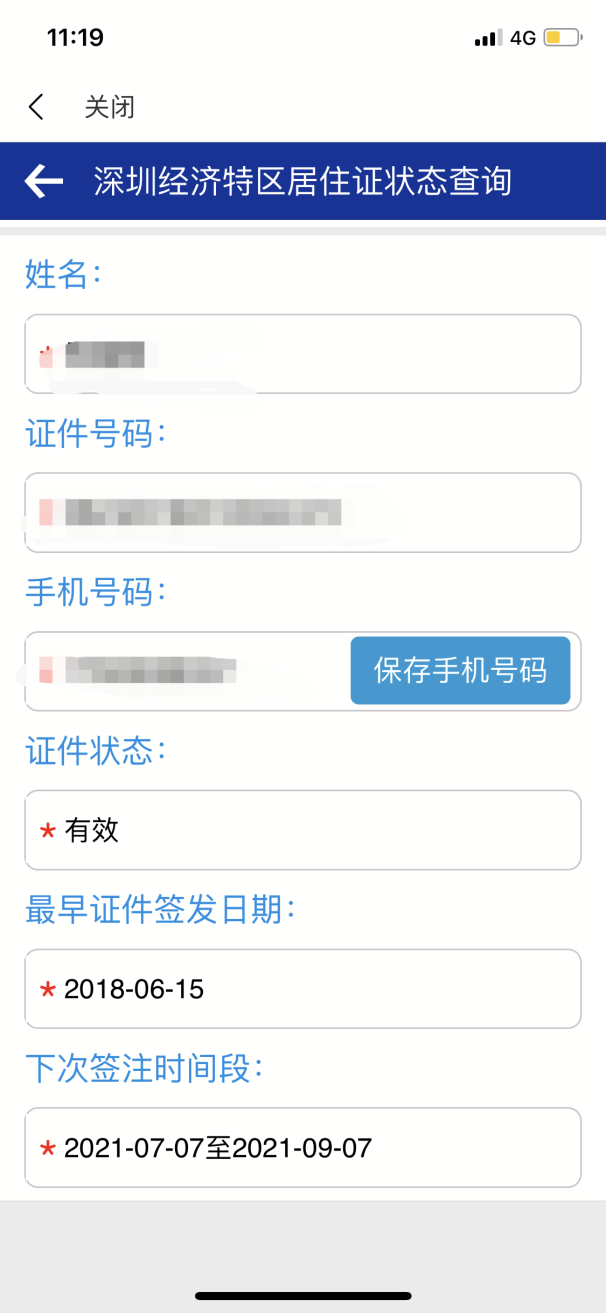 11:19
4G
关闭
深圳经济特区居住证状态查询
姓名：
证件号码：
手机号码：
保存手机号码
证件状态：
* 有效
最早证件签发日期：
* 2018-06-15
下次签注时间段：
* 2021-07-07至2021-09-07